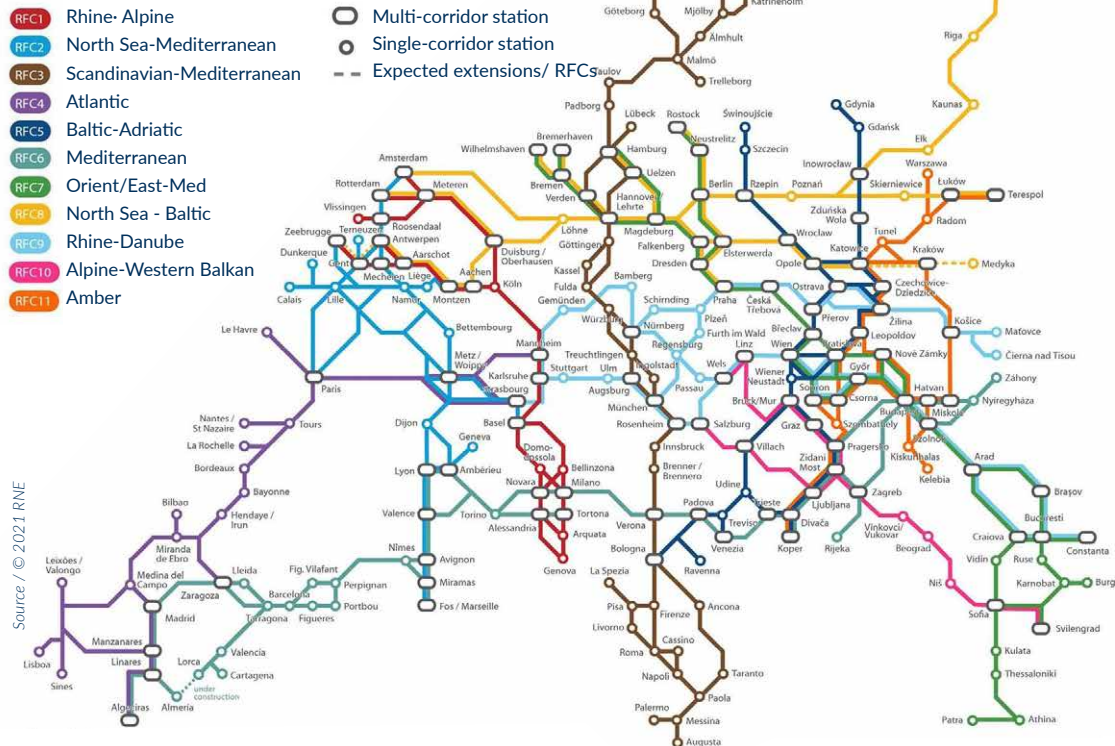 RFC1 Rhine- Alpine
RFC2 North Sea-Mediterranean
RFC3 Scandinavian-Mediterranean
RFC4 Atlantic
RFC5 Baltic-Adriatic
RFC6 Mediterranean
RFC7 Orient/East-Med
RFC8 North Sea - Baltic
RFC9 Rhine-Danube
RFC10 Alpine-Western Balkan
RFC11 Amber
Multi-corridor station
Single-corridor station
Expected extensions/ RFCs
Göteborg
Mjölby
Katrineholm
Älmhult
Malmö
Trelleborg
Taulov
Padborg
Lübeck
Rostock
Świnoujście
Gdynia
Riga
Kaunas
Bremerhaven
Wilhelmshaven
Hamburg
Neustrelitz
Szczecin
Gdańsk
Ełk
Amsterdam
Bremen
Uelzen
Inowrocław
Warszawa
Rotterdam
Meteren
Verden
Hannover/
Lehrte
Berlin
Rzepin
Poznań
Skierniewice
Łuków
Terespol
Vlissingen
Roosendaal
Zduńska
Wola
Radom
Zeebrugge
Terneuzen
Antwerpen
Löhne
Magdeburg
Wroclaw
Tunel
Dunkerque
Gent
Aarschot
Duisburg /
Oberhausen
Göttingen
Falkenberg
Elsterwerda
Katowice
Kraków
Mechelen
Liège
Aachen
Kassel
Dresden
Opole
Medyka
Calais
Lille
Namur
Montzen
Köln
Fulda
Bamberg
Praha
Česká
Třebová
Ostrava
Czechowice-
Dziedzice
Gemünden
Schirnding
Le Havre
Bettembourg
Würzburg
Nürnberg
Plzeň
Furth im Wald
Přerov
Žilina
Košice
Maťovce
Mannheim
Treuchtlingen
Regensburg
Linz
Břeclav
Wien
Bratislava
Leopoldov
Čierna nad Tisou
Metz /
Woippy
Karlsruhe
Stuttgart
Ulm
Ingolstadt
Wels
Wiener
Neustadt
Győr
Nové Zámky
Paris
Strasbourg
Augsburg
Passau
Sopron
Csorna
Hatvan
Záhony
München
Bruck/Mur
Budapest
Miskolc
Nyíregyháza
Nantes /
St Nazaire
Tours
Dijon
Basel
Rosenheim
Salzburg
Graz
Szombathely
Szolnok
La Rochelle
Geneva
Domo-
dossola
Innsbruck
Villach
Zidani
Most
Pragersko
Kiskunhalas
Bordeaux
Lyon
Ambérieu
Bellinzona
Brenner /
Brennero
Kelebia
Arad
Bayonne
Novara
Milano
Udine
Ljubljana
Zagreb
Brașov
Bilbao
Hendaye /
Irun
Valence
Torino
Alessandria
Tortona
Verona
Padova
Treviso
Trieste
Divača
Vinkovci/
Vukovar
București
Miranda
de Ebro
Nîmes
Avignon
Arquata
Genova
Bologna
Venezia
Koper
Rijeka
Beograd
Craiova
Constanta
Leixões /
Valongo
Medina del
Campo
Lleida
Fig. Vilafant
Perpignan
Miramas
La Spezia
Ravenna
Niš
Vidin
Ruse
Karnobat
Burg
Zaragoza
Barcelona
Portbou
Figueres
Tarragona
Fos / Marseille
Pisa
Firenze
Ancona
Sofia
Svilengrad
Madrid
Livorno
Cassino
Manzanares
Valencia
Roma
Kulata
Lisboa
Linares
Lorca
Cartagena
Napoli
Taranto
Thessaloniki
Sines
under
construction
Algeciras
Almería
Palermo
Paola
Messina
Augusta
Patra
Athina
Source / © 2021 RNE